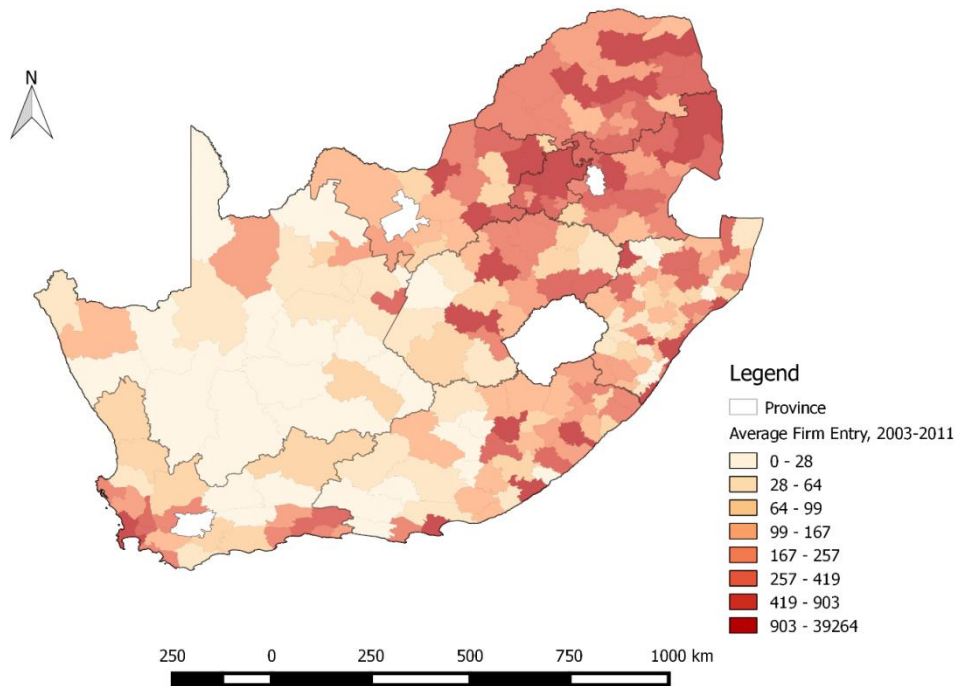 N
Legend
Province
Average Firm Entry, 2003-2011
0 - 28
28 - 64
64 - 99
99 - 167
167 - 257
257 - 419
419 - 903
903 - 39264
250 0 250 500 750 1000 km